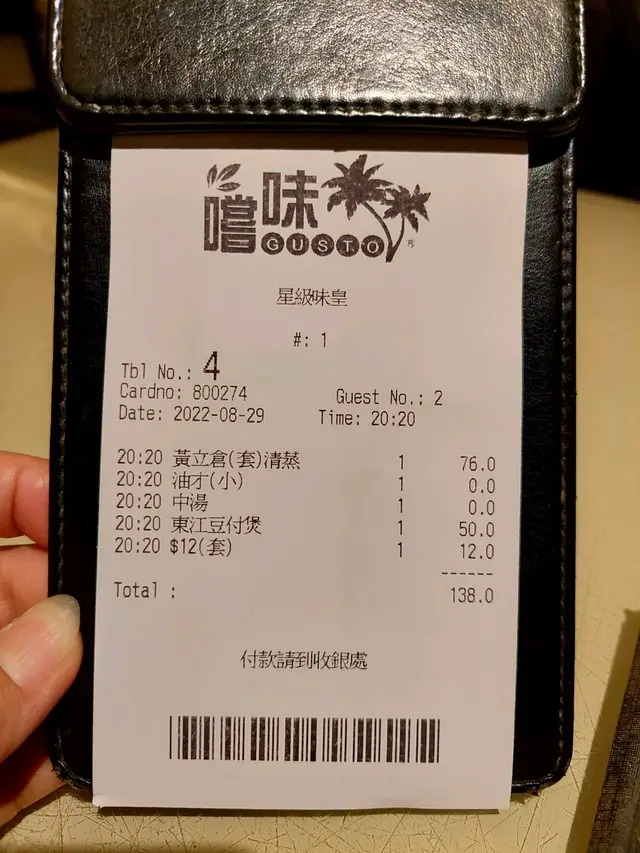 嚐味
GUSTO®
星級味皇
#: 1
Tbl No.: 4
Cardno: 800274 Guest No.: 2
Date: 2022-08-29 Time: 20:20
20:20 黃立倉(套)清蒸 1 76.0
20:20 油才(小) 1 0.0
20:20 中湯 1 0.0
20:20 東江豆付煲 1 50.0
20:20 $12(套) 1 12.0
------
Total : 138.0
付款請到收銀處